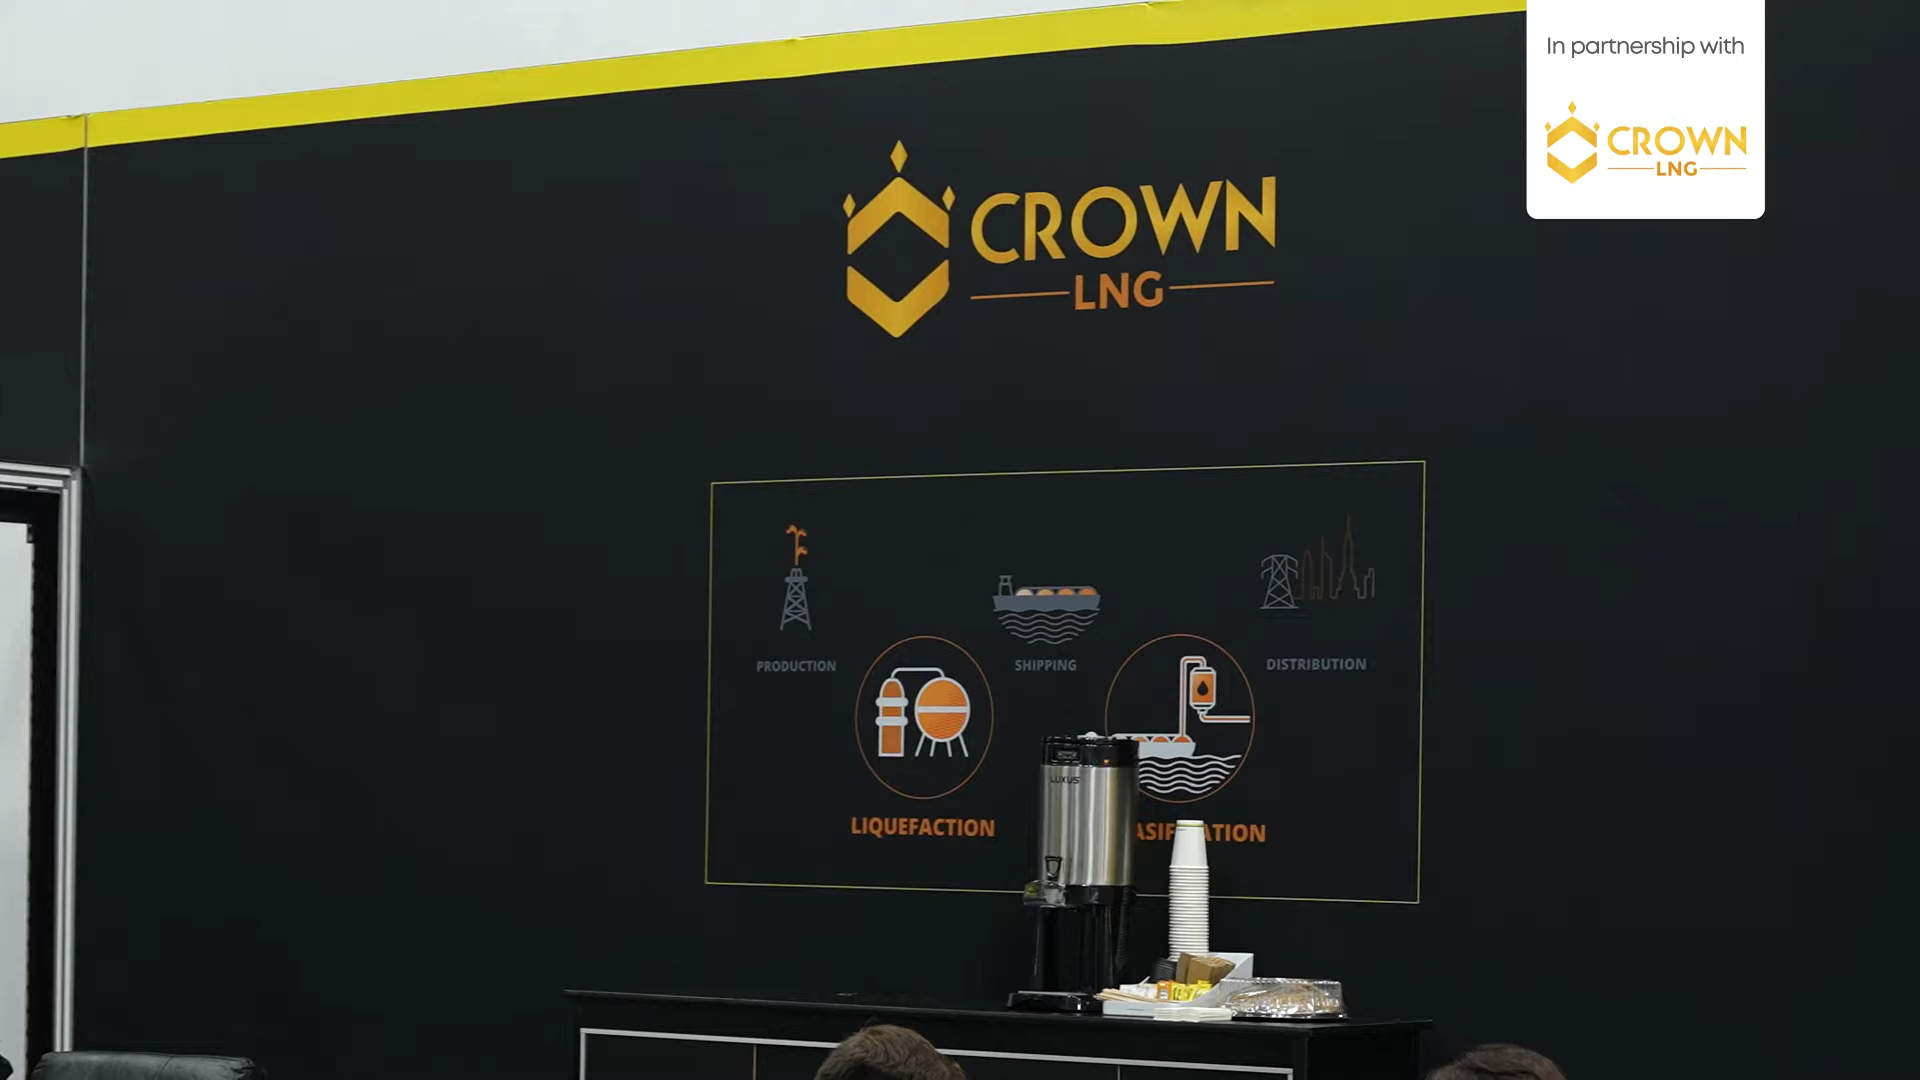 In partnership with
CROWN
LNG
CROWN
LNG
PRODUCTION
SHIPPING
DISTRIBUTION
LUXUS
LIQUEFACTION